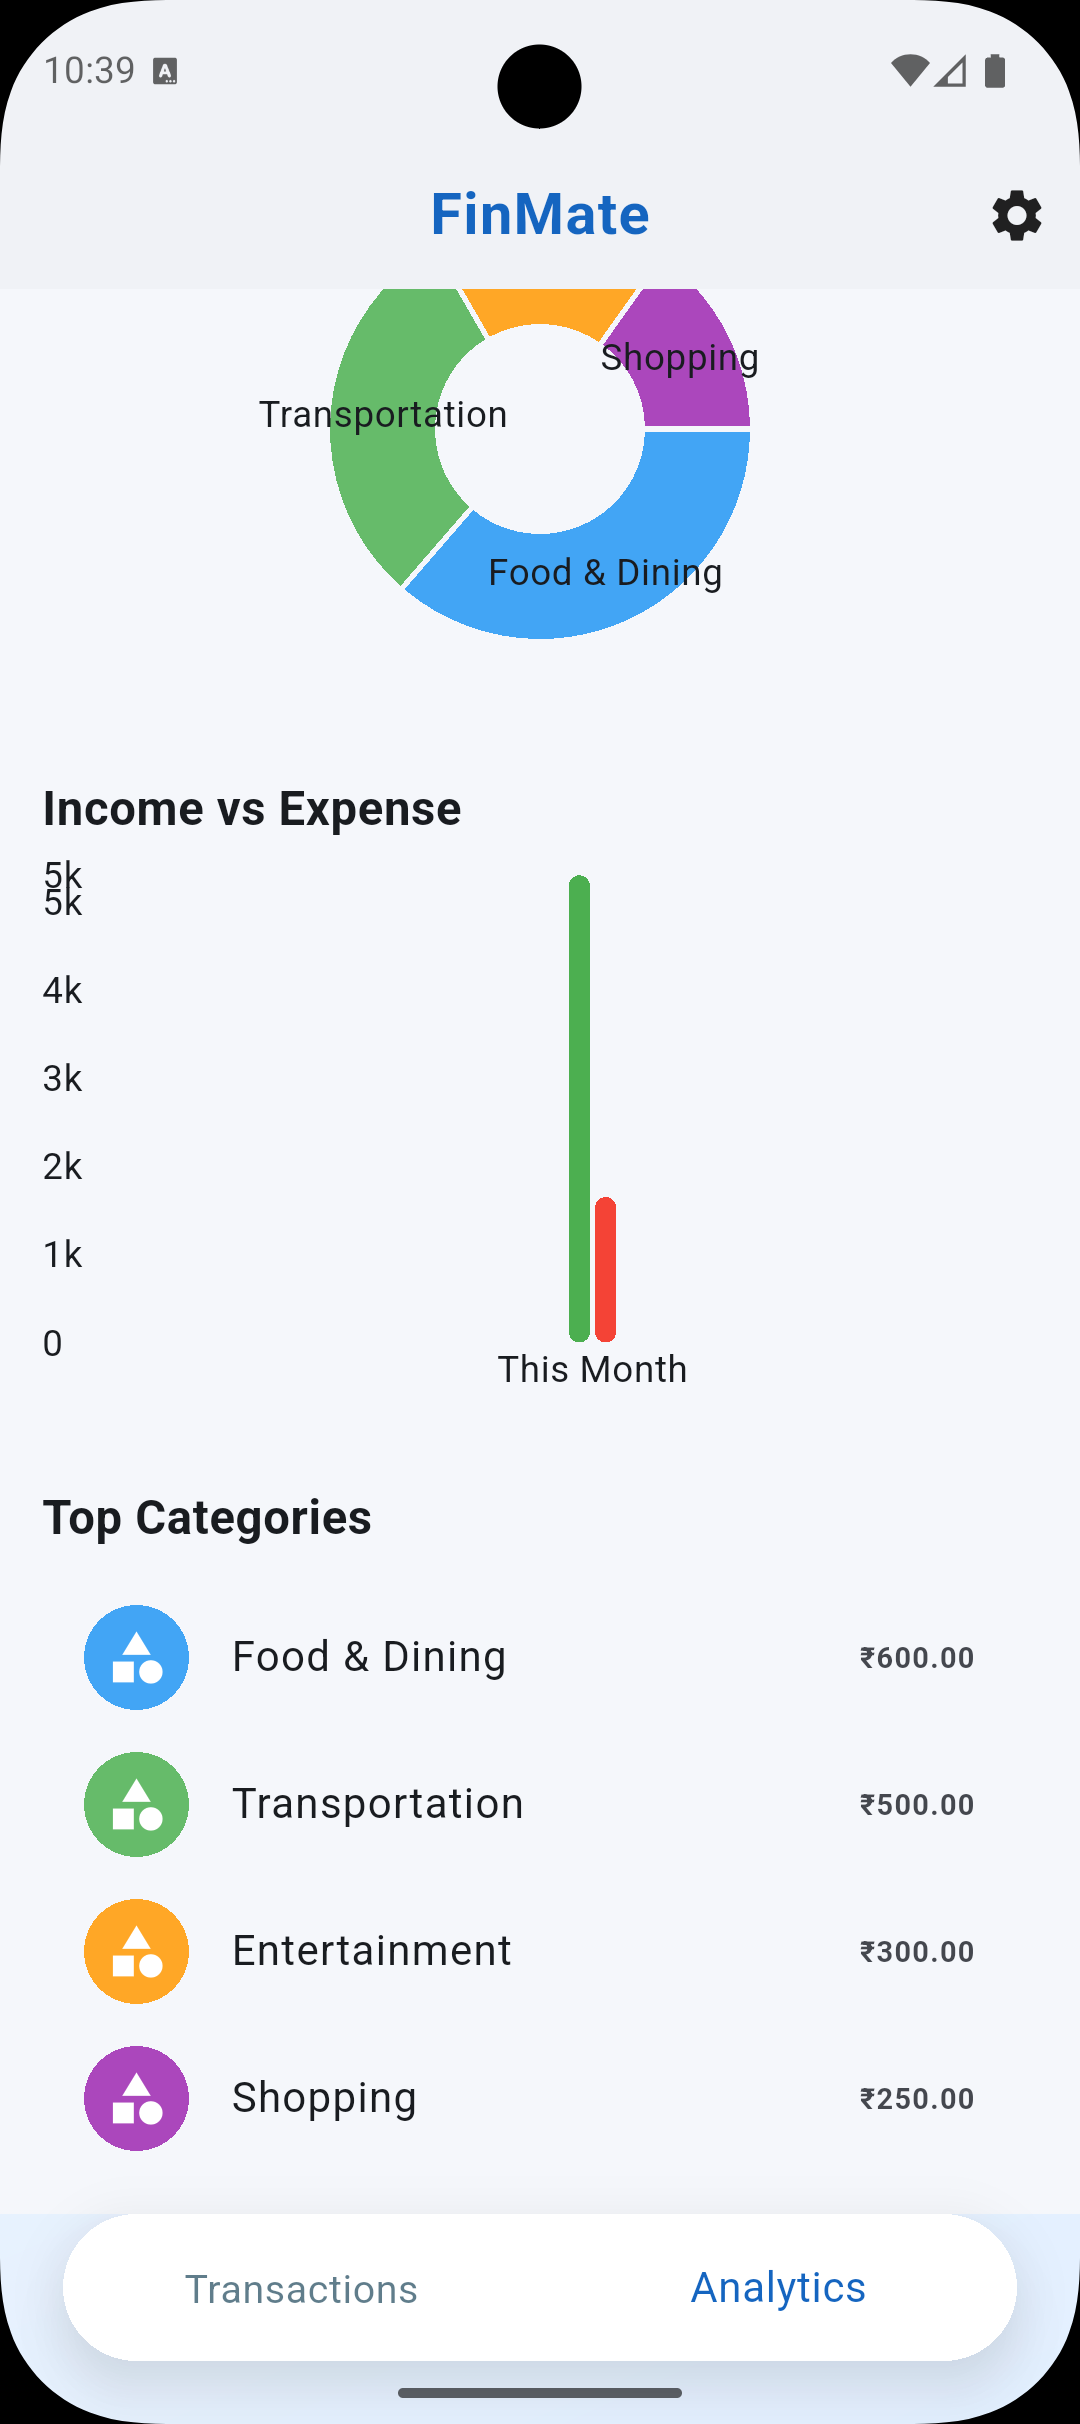 10:39
FinMate
Shopping
Transportation
Food & Dining
Income vs Expense
5k
5k
4k
3k
2k
1k
0
This Month
Top Categories
Food & Dining ₹600.00
Transportation ₹500.00
Entertainment ₹300.00
Shopping ₹250.00
Transactions Analytics